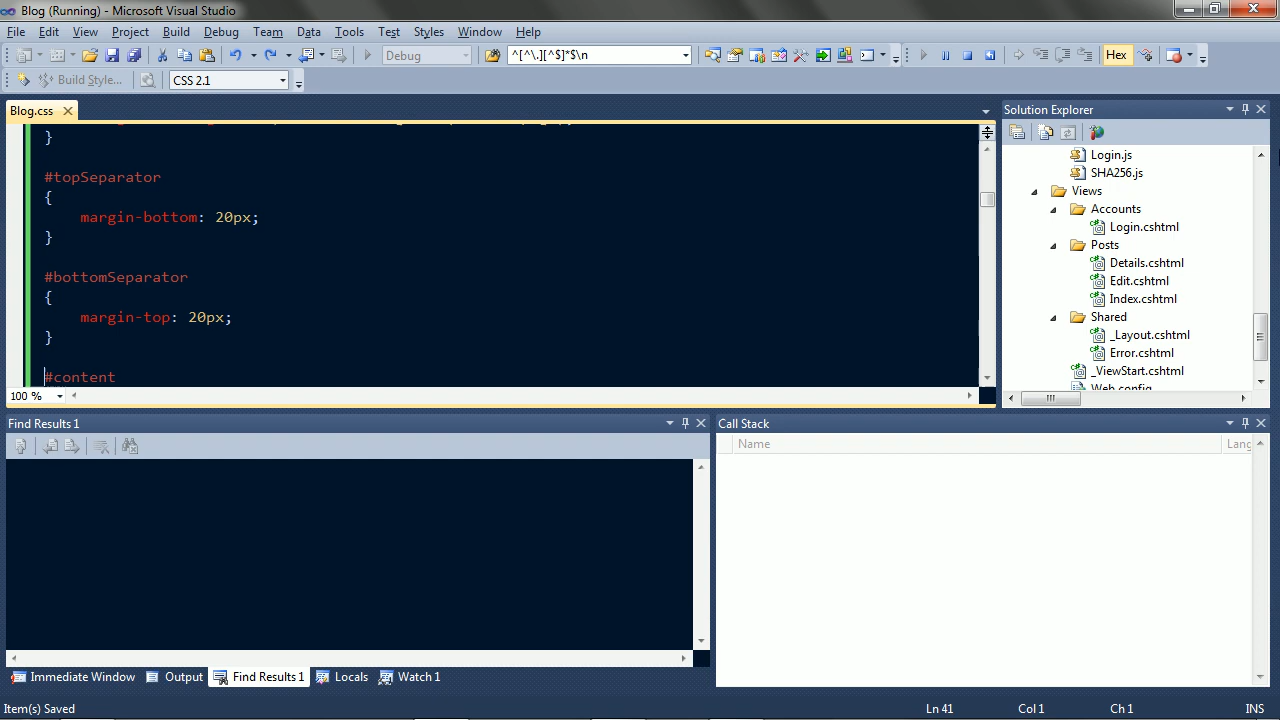 Blog (Running) - Microsoft Visual Studio
File Edit View Project Build Debug Team Data Tools Test Styles Window Help
Debug ^[^\.][^$]*$\n Hex
Build Style... CSS 2.1
Blog.css
}
#topSeparator
{
margin-bottom: 20px;
}
#bottomSeparator
{
margin-top: 20px;
}
#content
100 %
Solution Explorer
Login.js
SHA256.js
Views
Accounts
Login.cshtml
Posts
Details.cshtml
Edit.cshtml
Index.cshtml
Shared
_Layout.cshtml
Error.cshtml
_ViewStart.cshtml
Web.config
Find Results 1
Call Stack
Name Lang
Immediate Window Output Find Results 1 Locals Watch 1
Item(s) Saved Ln 41 Col 1 Ch 1 INS